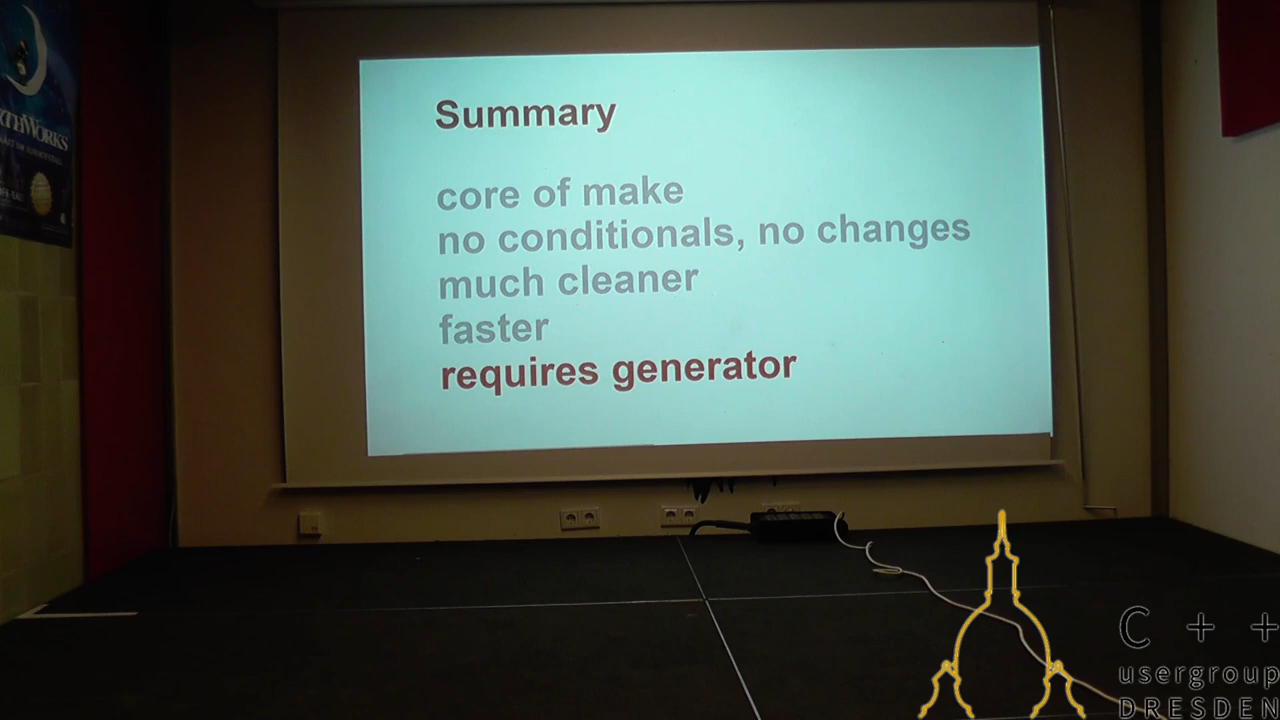 Summary
core of make
no conditionals, no changes
much cleaner
faster
requires generator
C + +
usergroup
DRESDEN